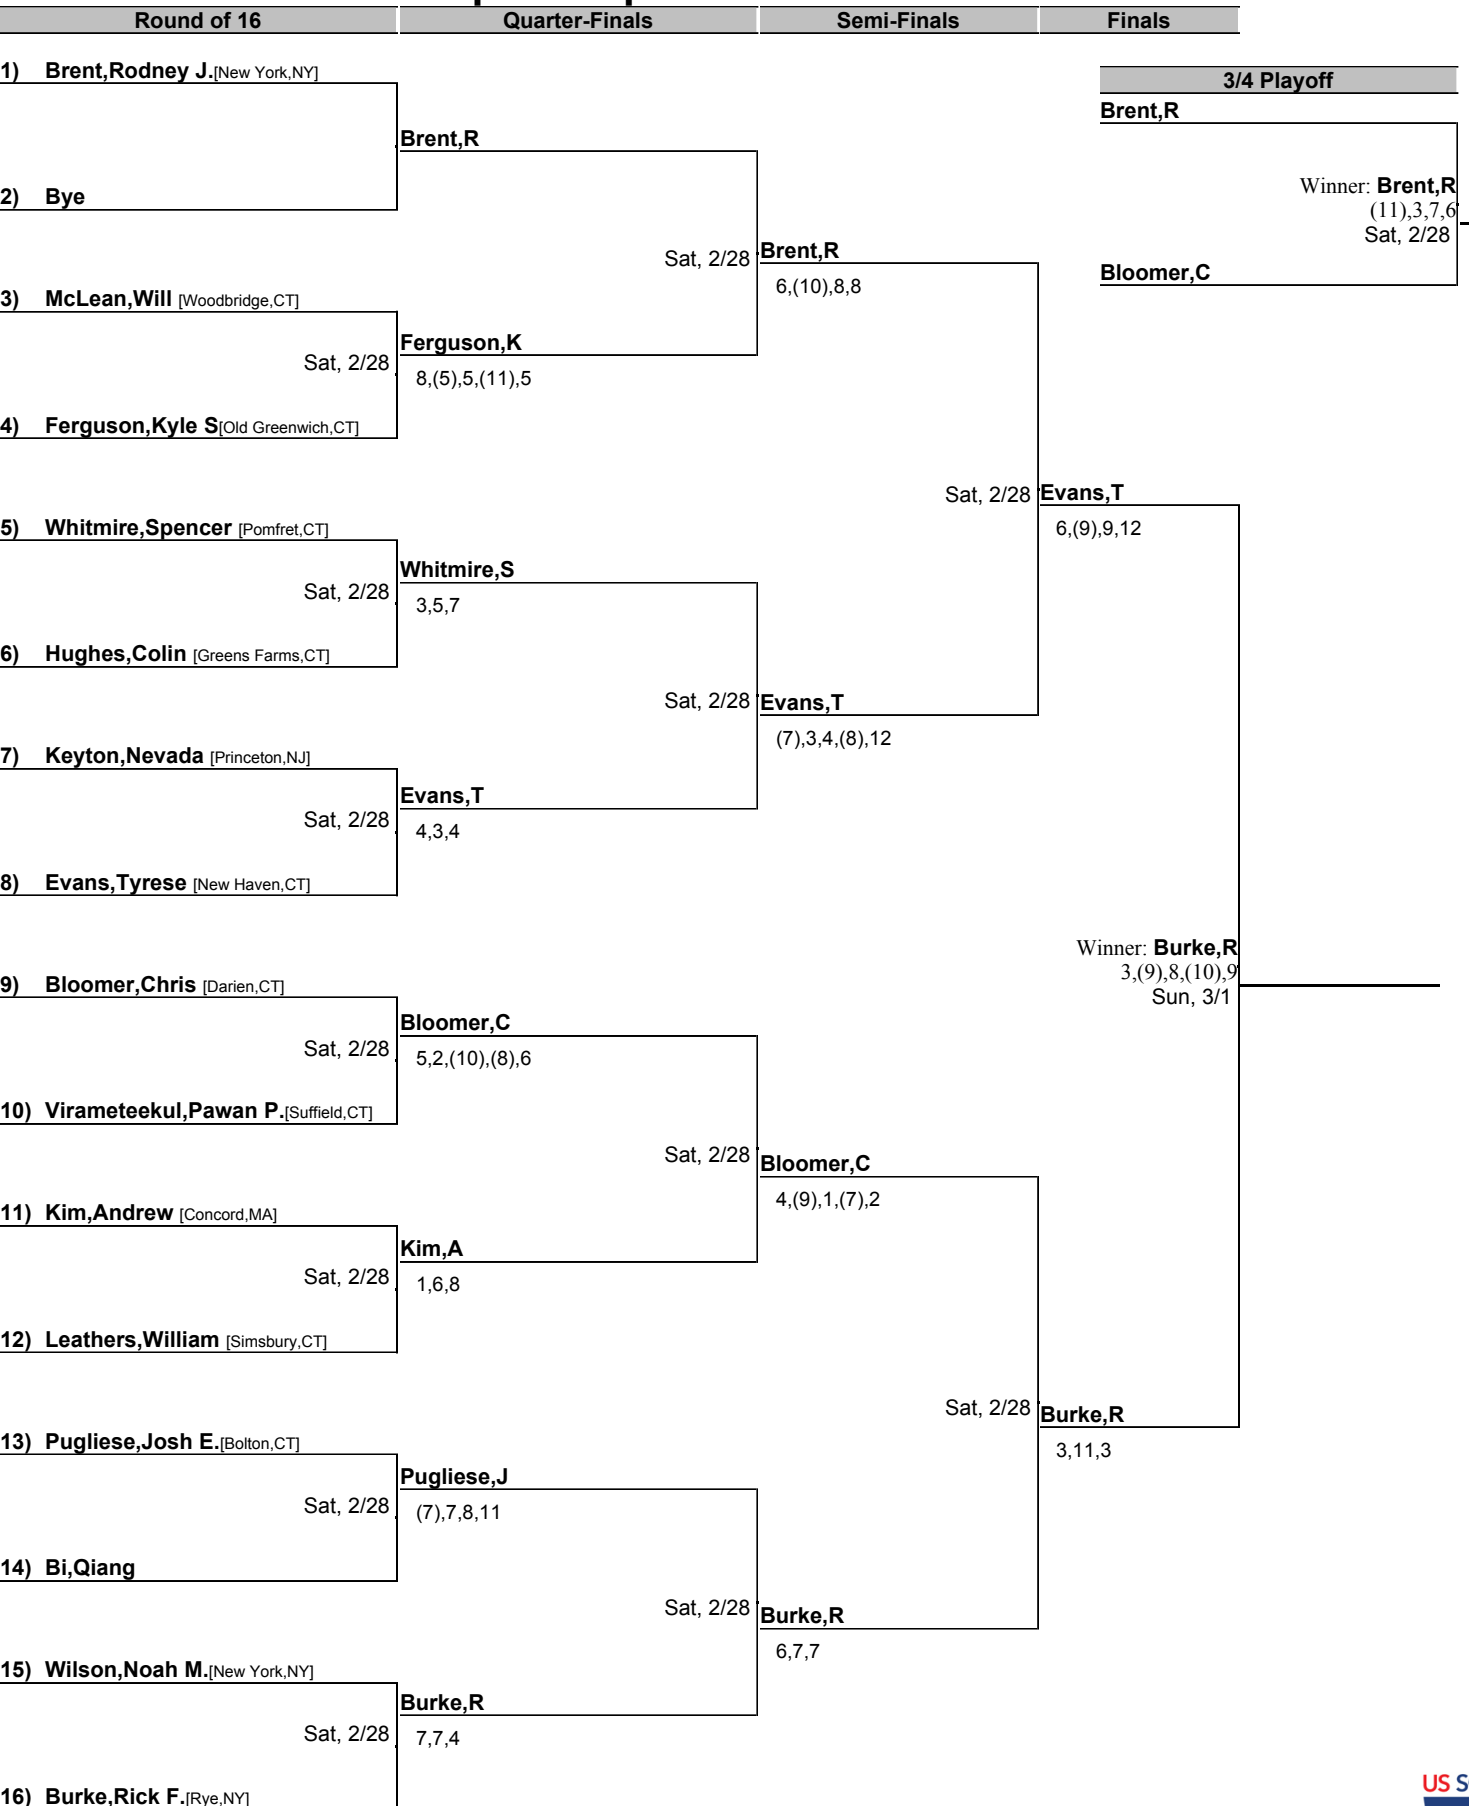 Round of 16
Quarter-Finals
Semi-Finals
Finals
3/4 Playoff
1) Brent,Rodney J.[New York,NY]
Brent,R
Brent,R
2) Bye
Winner: Brent,R
(11),3,7,6
Sat, 2/28
Sat, 2/28
Brent,R
6,(10),8,8
Bloomer,C
3) McLean,Will [Woodbridge,CT]
Sat, 2/28
Ferguson,K
8,(5),5,(11),5
4) Ferguson,Kyle S[Old Greenwich,CT]
Sat, 2/28
Evans,T
6,(9),9,12
5) Whitmire,Spencer [Pomfret,CT]
Sat, 2/28
Whitmire,S
3,5,7
6) Hughes,Colin [Greens Farms,CT]
Sat, 2/28
Evans,T
(7),3,4,(8),12
7) Keyton,Nevada [Princeton,NJ]
Sat, 2/28
Evans,T
4,3,4
8) Evans,Tyrese [New Haven,CT]
Winner: Burke,R
3,(9),8,(10),9
Sun, 3/1
9) Bloomer,Chris [Darien,CT]
Sat, 2/28
Bloomer,C
5,2,(10),(8),6
10) Virameteekul,Pawan P.[Suffield,CT]
Sat, 2/28
Bloomer,C
4,(9),1,(7),2
11) Kim,Andrew [Concord,MA]
Sat, 2/28
Kim,A
1,6,8
12) Leathers,William [Simsbury,CT]
Sat, 2/28
Burke,R
3,11,3
13) Pugliese,Josh E.[Bolton,CT]
Sat, 2/28
Pugliese,J
(7),7,8,11
14) Bi,Qiang
Sat, 2/28
Burke,R
6,7,7
15) Wilson,Noah M.[New York,NY]
Sat, 2/28
Burke,R
7,7,4
16) Burke,Rick F.[Rye,NY]
US